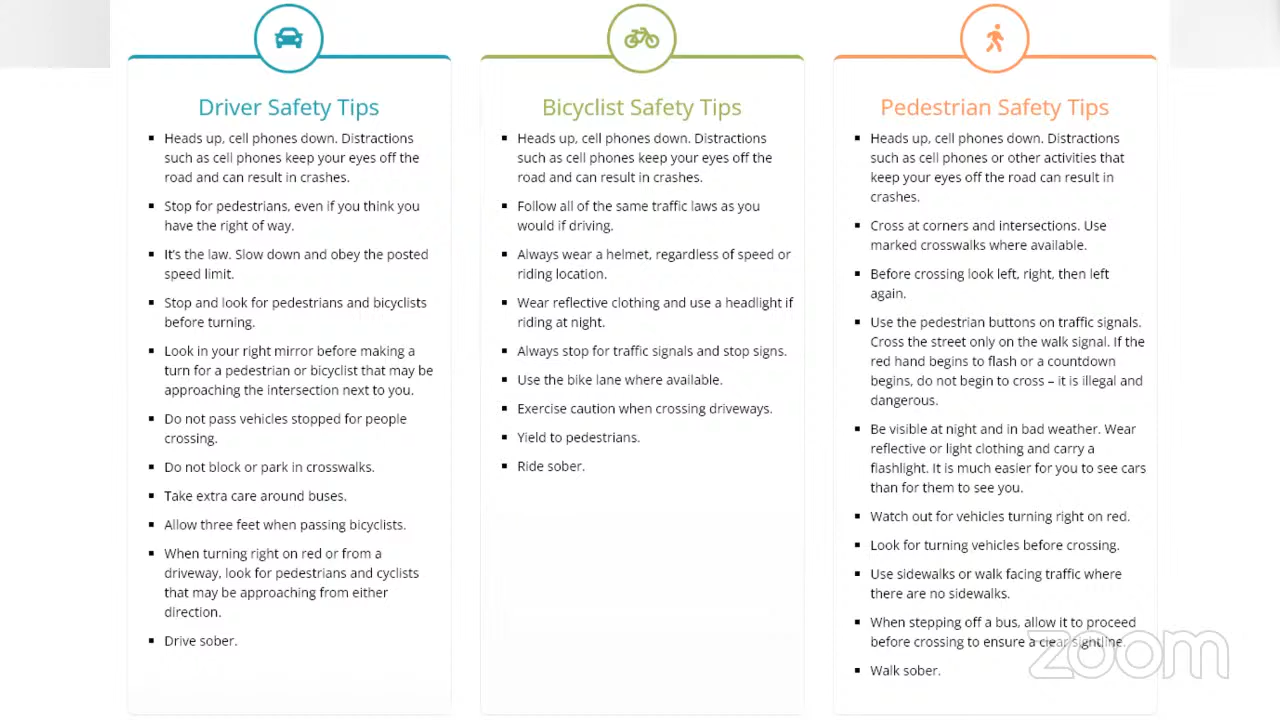 Driver Safety Tips
Heads up, cell phones down. Distractions
such as cell phones keep your eyes off the
road and can result in crashes.
Stop for pedestrians, even if you think you
have the right of way.
It's the law. Slow down and obey the posted
speed limit.
Stop and look for pedestrians and bicyclists
before turning.
Look in your right mirror before making a
turn for a pedestrian or bicyclist that may be
approaching the intersection next to you.
Do not pass vehicles stopped for people
crossing.
Do not block or park in crosswalks.
Take extra care around buses.
Allow three feet when passing bicyclists.
When turning right on red or from a
driveway, look for pedestrians and cyclists
that may be approaching from either
direction.
Drive sober.
Bicyclist Safety Tips
Heads up, cell phones down. Distractions
such as cell phones keep your eyes off the
road and can result in crashes.
Follow all of the same traffic laws as you
would if driving.
Always wear a helmet, regardless of speed or
riding location.
Wear reflective clothing and use a headlight if
riding at night.
Always stop for traffic signals and stop signs.
Use the bike lane where available.
Exercise caution when crossing driveways.
Yield to pedestrians.
Ride sober.
Pedestrian Safety Tips
Heads up, cell phones down. Distractions
such as cell phones or other activities that
keep your eyes off the road can result in
crashes.
Cross at corners and intersections. Use
marked crosswalks where available.
Before crossing look left, right, then left
again.
Use the pedestrian buttons on traffic signals.
Cross the street only on the walk signal. If the
red hand begins to flash or a countdown
begins, do not begin to cross – it is illegal and
dangerous.
Be visible at night and in bad weather. Wear
reflective or light clothing and carry a
flashlight. It is much easier for you to see cars
than for them to see you.
Watch out for vehicles turning right on red.
Look for turning vehicles before crossing.
Use sidewalks or walk facing traffic where
there are no sidewalks.
When stepping off a bus, allow it to proceed
before crossing to ensure a clear sightline.
Walk sober.
zoom